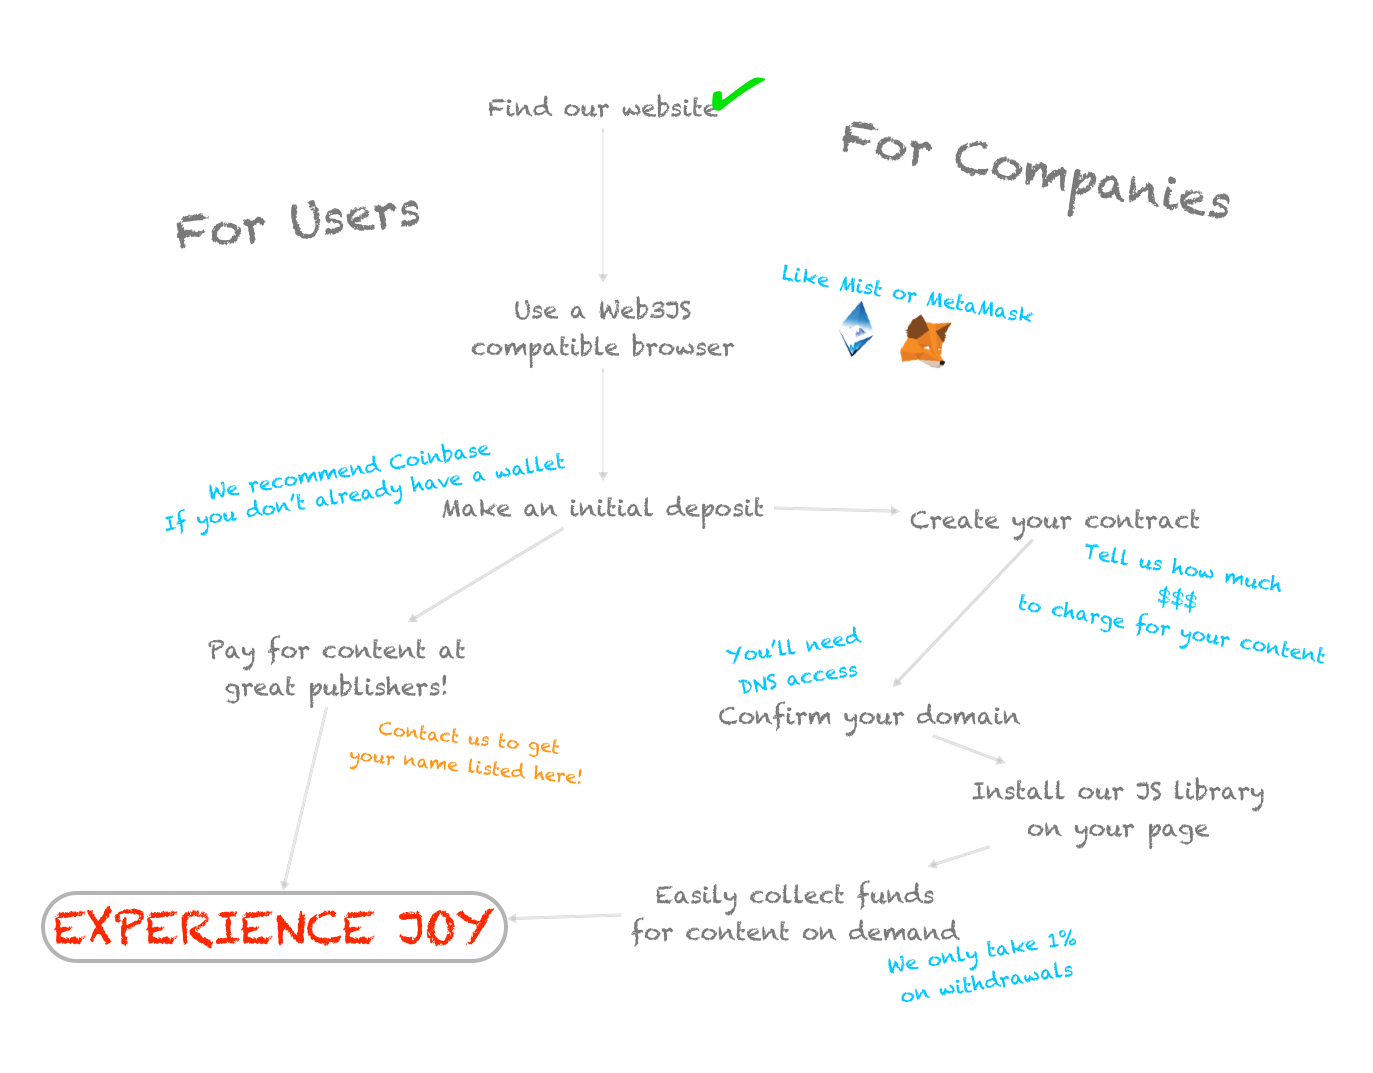 Find our website
For Companies
For Users
Like Mist or MetaMask
Use a Web3JS
compatible browser
We recommend Coinbase
If you don't already have a wallet
Make an initial deposit
Create your contract
Tell us how much
$$$
to charge for your content
Pay for content at
great publishers!
You'll need
DNS access
Confirm your domain
Contact us to get
your name listed here!
Install our JS library
on your page
Easily collect funds
for content on demand
We only take 1%
on withdrawals
EXPERIENCE JOY